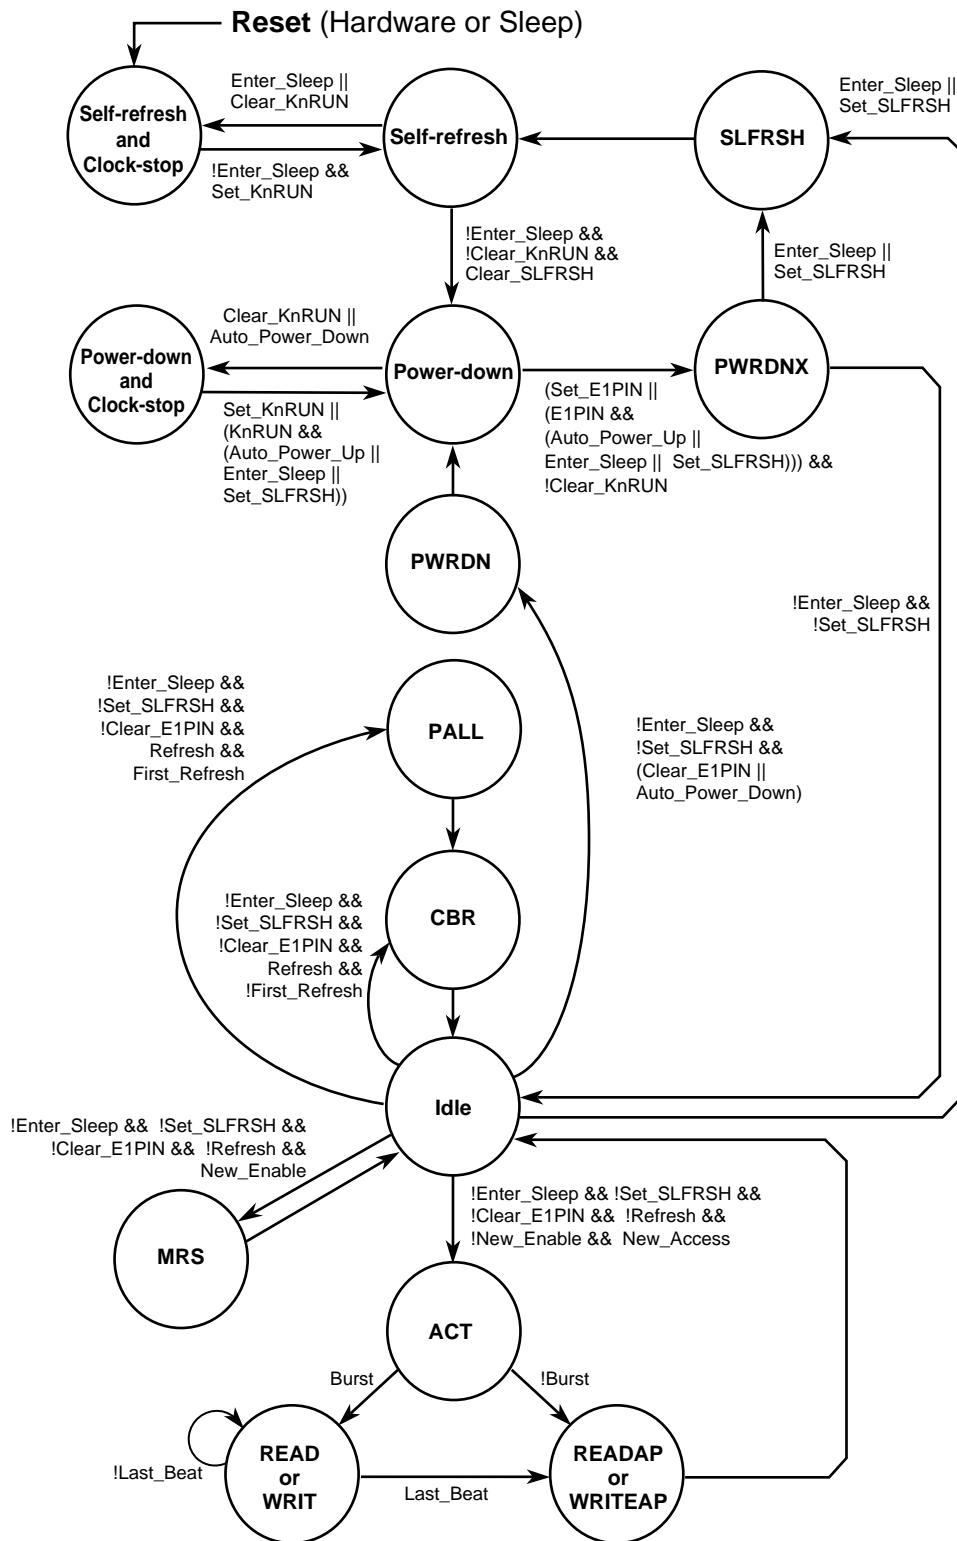 Reset (Hardware or Sleep)
Enter_Sleep ||
Clear_KnRUN
Enter_Sleep ||
Set_SLFRSH
Self-refresh
and
Clock-stop
Self-refresh
SLFRSH
!Enter_Sleep &&
Set_KnRUN
!Enter_Sleep &&
!Clear_KnRUN &&
Clear_SLFRSH
Enter_Sleep ||
Set_SLFRSH
Clear_KnRUN ||
Auto_Power_Down
Power-down
and
Clock-stop
Power-down
PWRDNX
Set_KnRUN ||
(KnRUN &&
(Auto_Power_Up ||
Enter_Sleep ||
Set_SLFRSH))
(Set_E1PIN ||
(E1PIN &&
(Auto_Power_Up ||
Enter_Sleep || Set_SLFRSH))) &&
!Clear_KnRUN
PWRDN
!Enter_Sleep &&
!Set_SLFRSH
!Enter_Sleep &&
!Set_SLFRSH &&
!Clear_E1PIN &&
Refresh &&
First_Refresh
PALL
!Enter_Sleep &&
!Set_SLFRSH &&
(Clear_E1PIN ||
Auto_Power_Down)
!Enter_Sleep &&
!Set_SLFRSH &&
!Clear_E1PIN &&
Refresh &&
!First_Refresh
CBR
Idle
!Enter_Sleep && !Set_SLFRSH &&
!Clear_E1PIN && !Refresh &&
New_Enable
MRS
!Enter_Sleep && !Set_SLFRSH &&
!Clear_E1PIN && !Refresh &&
!New_Enable && New_Access
ACT
Burst
!Burst
!Last_Beat
READ
or
WRIT
Last_Beat
READAP
or
WRITEAP